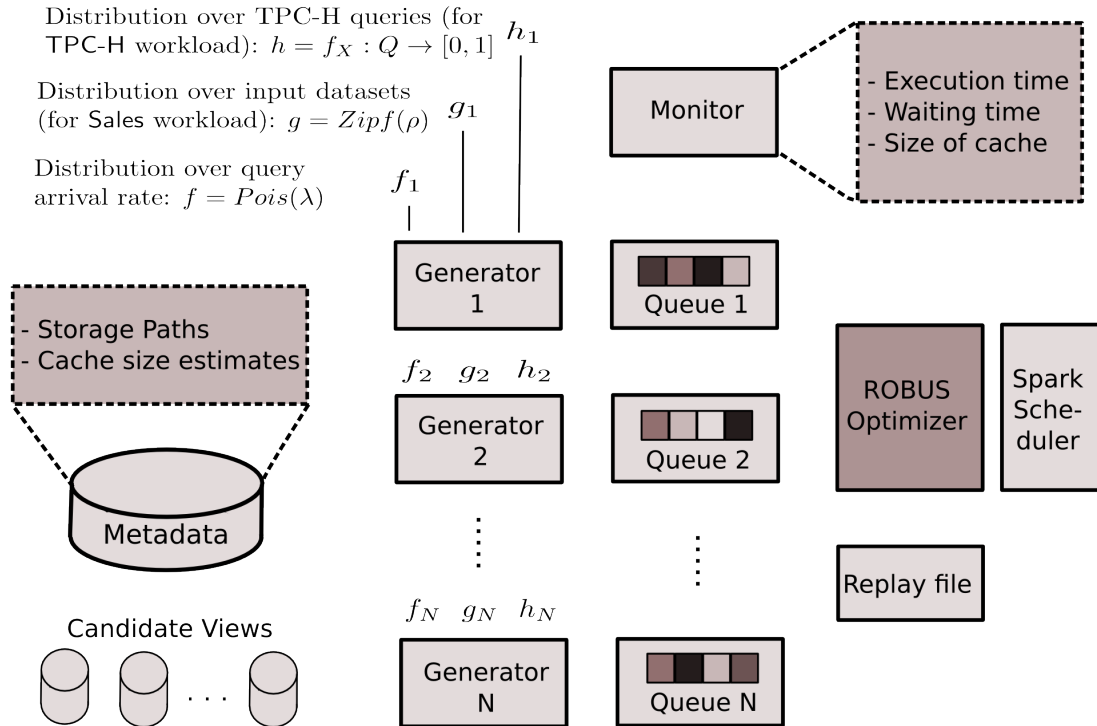 Distribution over TPC-H queries (for
TPC-H workload): h = f_X : Q → [0, 1]
h_1
Distribution over input datasets
(for Sales workload): g = Zipf(ρ)
g_1
Distribution over query
arrival rate: f = Pois(λ)
f_1
Monitor
- Execution time
- Waiting time
- Size of cache
- Storage Paths
- Cache size estimates
Metadata
Candidate Views
. . .
Generator
1
f_2 g_2 h_2
Generator
2
f_N g_N h_N
Generator
N
Queue 1
Queue 2
Queue N
ROBUS
Optimizer
Spark
Sche-
duler
Replay file